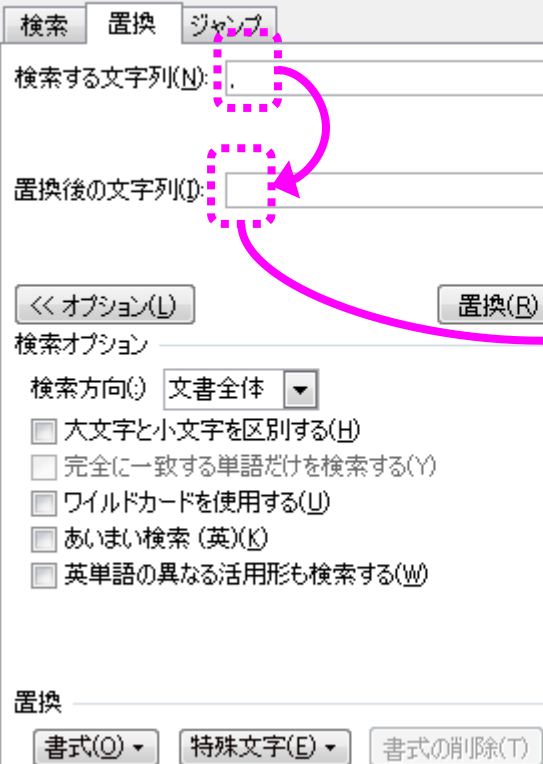 検索 置換 ジャンプ
検索する文字列(N): .
置換後の文字列(I):
<< オプション(L) 置換(R)
検索オプション
検索方向(:) 文書全体
大文字と小文字を区別する(H)
完全に一致する単語だけを検索する(Y)
ワイルドカードを使用する(U)
あいまい検索 (英)(K)
英単語の異なる活用形も検索する(W)
置換
書式(O) 特殊文字(E) 書式の削除(T)